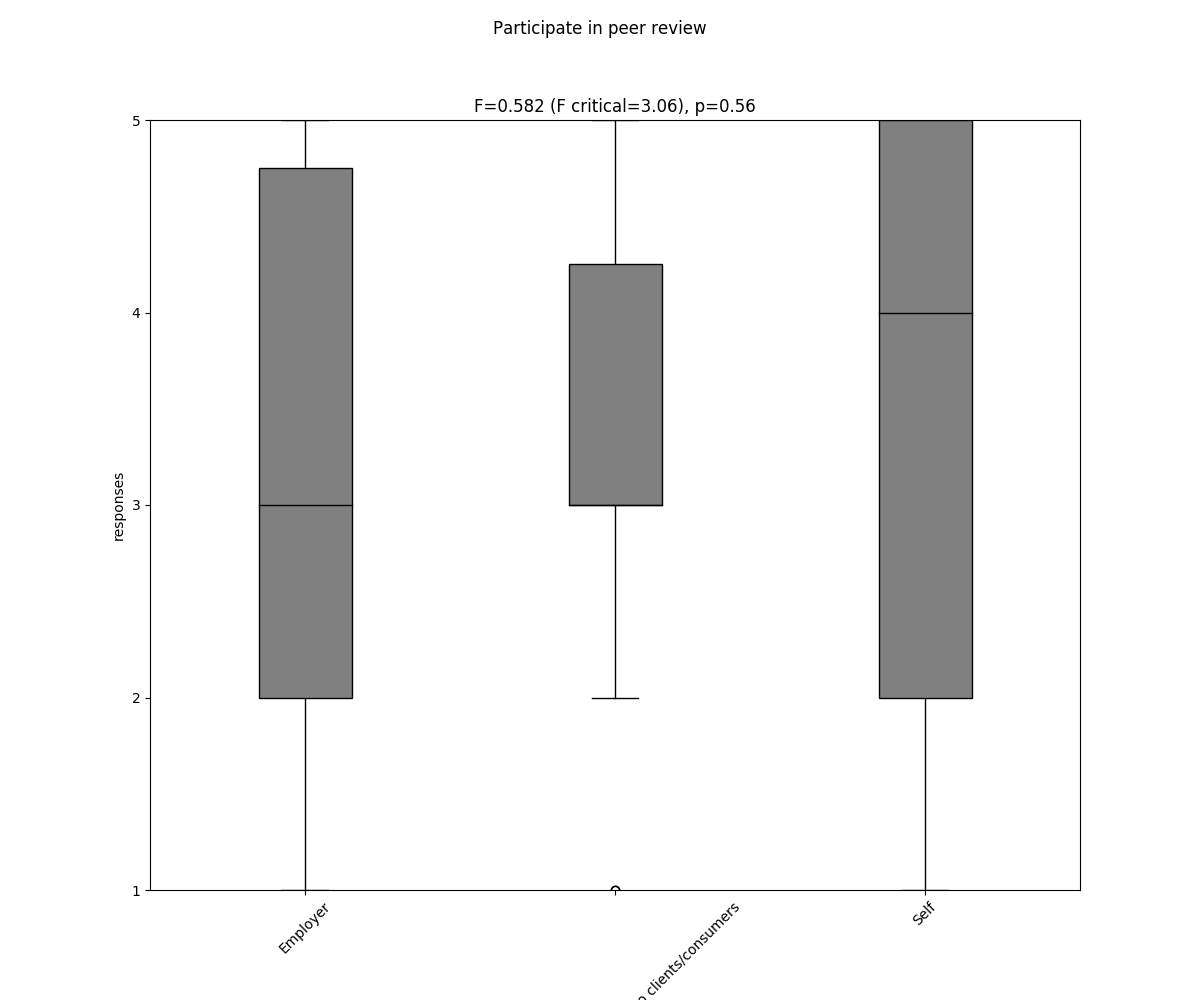 Participate in peer review
F=0.582 (F critical=3.06), p=0.56
5
4
3
2
1
responses
Employer
clients/consumers
Self